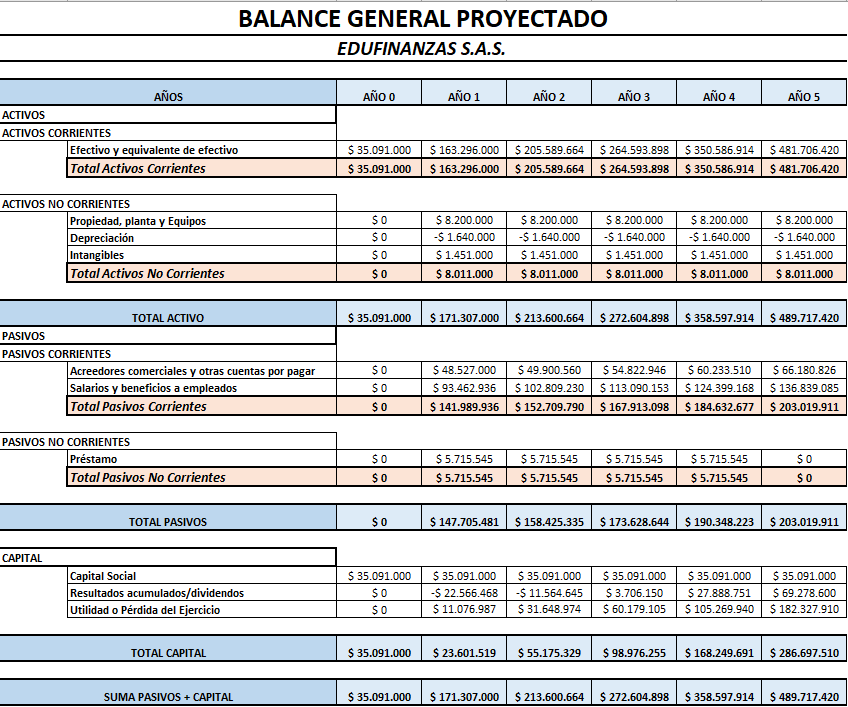 BALANCE GENERAL PROYECTADO
EDUFINANZAS S.A.S.
AÑOS AÑO 0 AÑO 1 AÑO 2 AÑO 3 AÑO 4 AÑO 5
ACTIVOS
ACTIVOS CORRIENTES
Efectivo y equivalente de efectivo $ 35.091.000 $ 163.296.000 $ 205.589.664 $ 264.593.898 $ 350.586.914 $ 481.706.420
Total Activos Corrientes $ 35.091.000 $ 163.296.000 $ 205.589.664 $ 264.593.898 $ 350.586.914 $ 481.706.420
ACTIVOS NO CORRIENTES
Propiedad, planta y Equipos $ 0 $ 8.200.000 $ 8.200.000 $ 8.200.000 $ 8.200.000 $ 8.200.000
Depreciación $ 0 -$ 1.640.000 -$ 1.640.000 -$ 1.640.000 -$ 1.640.000 -$ 1.640.000
Intangibles $ 0 $ 1.451.000 $ 1.451.000 $ 1.451.000 $ 1.451.000 $ 1.451.000
Total Activos No Corrientes $ 0 $ 8.011.000 $ 8.011.000 $ 8.011.000 $ 8.011.000 $ 8.011.000
TOTAL ACTIVO $ 35.091.000 $ 171.307.000 $ 213.600.664 $ 272.604.898 $ 358.597.914 $ 489.717.420
PASIVOS
PASIVOS CORRIENTES
Acreedores comerciales y otras cuentas por pagar $ 0 $ 48.527.000 $ 49.900.560 $ 54.822.946 $ 60.233.510 $ 66.180.826
Salarios y beneficios a empleados $ 0 $ 93.462.936 $ 102.809.230 $ 113.090.153 $ 124.399.168 $ 136.839.085
Total Pasivos Corrientes $ 0 $ 141.989.936 $ 152.709.790 $ 167.913.098 $ 184.632.677 $ 203.019.911
PASIVOS NO CORRIENTES
Préstamo $ 0 $ 5.715.545 $ 5.715.545 $ 5.715.545 $ 5.715.545 $ 0
Total Pasivos No Corrientes $ 0 $ 5.715.545 $ 5.715.545 $ 5.715.545 $ 5.715.545 $ 0
TOTAL PASIVOS $ 0 $ 147.705.481 $ 158.425.335 $ 173.628.644 $ 190.348.223 $ 203.019.911
CAPITAL
Capital Social $ 35.091.000 $ 35.091.000 $ 35.091.000 $ 35.091.000 $ 35.091.000 $ 35.091.000
Resultados acumulados/dividendos $ 0 -$ 22.566.468 -$ 11.564.645 $ 3.706.150 $ 27.888.751 $ 69.278.600
Utilidad o Pérdida del Ejercicio $ 0 $ 11.076.987 $ 31.648.974 $ 60.179.105 $ 105.269.940 $ 182.327.910
TOTAL CAPITAL $ 35.091.000 $ 23.601.519 $ 55.175.329 $ 98.976.255 $ 168.249.691 $ 286.697.510
SUMA PASIVOS + CAPITAL $ 35.091.000 $ 171.307.000 $ 213.600.664 $ 272.604.898 $ 358.597.914 $ 489.717.420